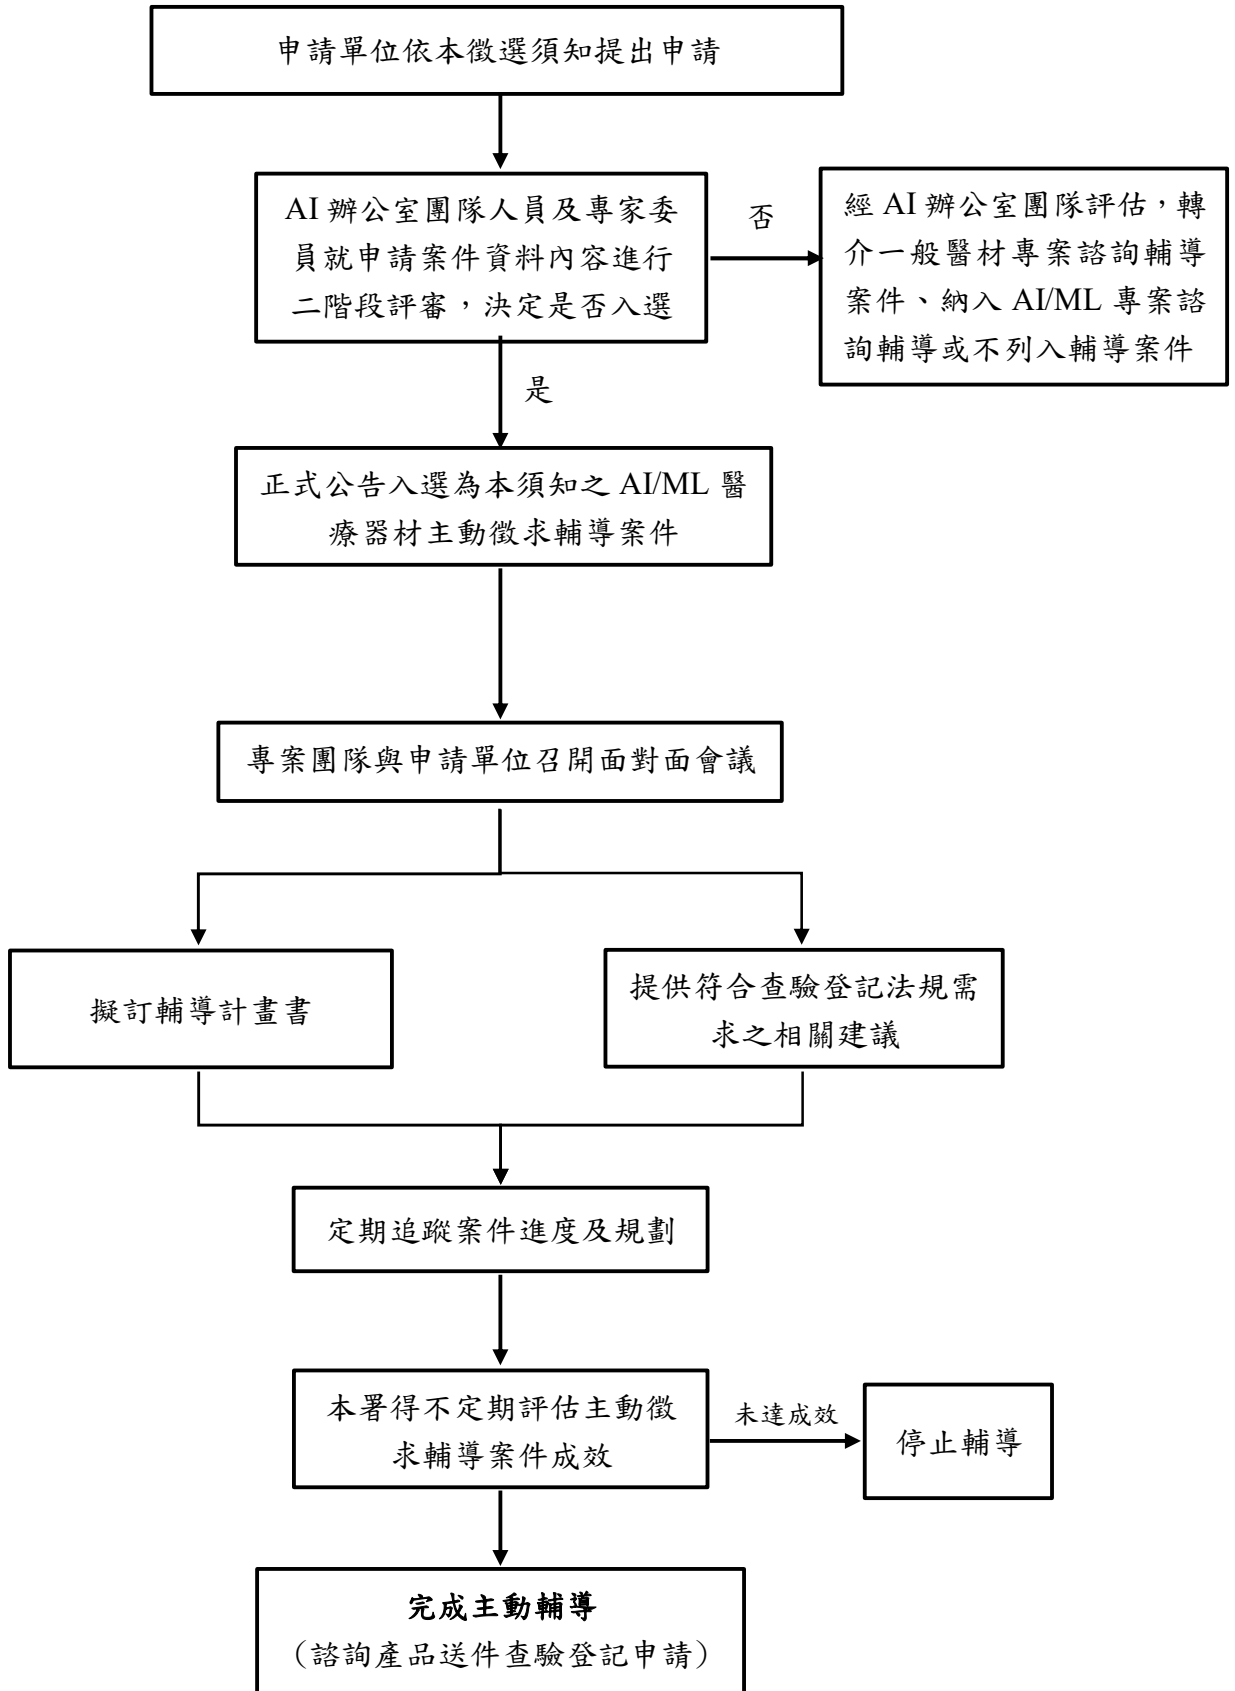 申請單位依本徵選須知提出申請
AI 辦公室團隊人員及專家委
員就申請案件資料內容進行
二階段評審，決定是否入選
否
經 AI 辦公室團隊評估，轉
介一般醫材專案諮詢輔導
案件、納入 AI/ML 專案諮
詢輔導或不列入輔導案件
是
正式公告入選為本須知之 AI/ML 醫
療器材主動徵求輔導案件
專案團隊與申請單位召開面對面會議
擬訂輔導計畫書
提供符合查驗登記法規需
求之相關建議
定期追蹤案件進度及規劃
本署得不定期評估主動徵
求輔導案件成效
未達成效
停止輔導
完成主動輔導
（諮詢產品送件查驗登記申請）